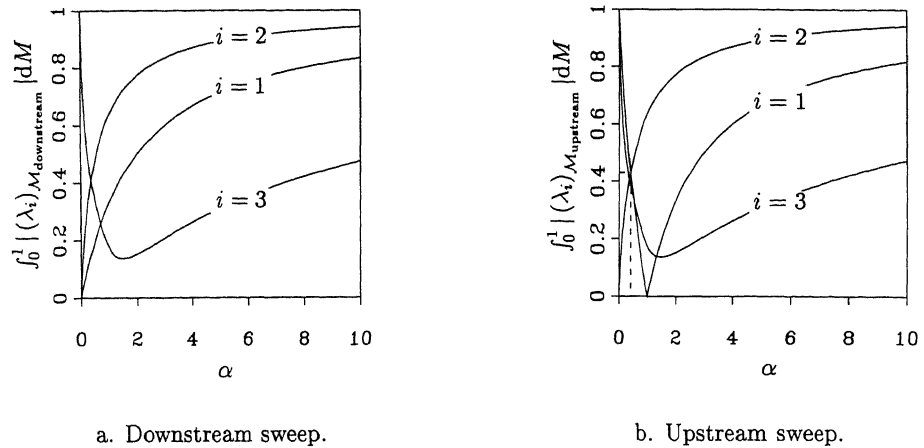 ∫₀¹ | (λᵢ)_{𝓜downstream} |dM
1
0.8
0.6
0.4
0.2
0
i = 2
i = 1
i = 3
0 2 4 6 8 10
α
a. Downstream sweep.
∫₀¹ | (λᵢ)_{𝓜upstream} |dM
1
0.8
0.6
0.4
0.2
0
i = 2
i = 1
i = 3
0 2 4 6 8 10
α
b. Upstream sweep.